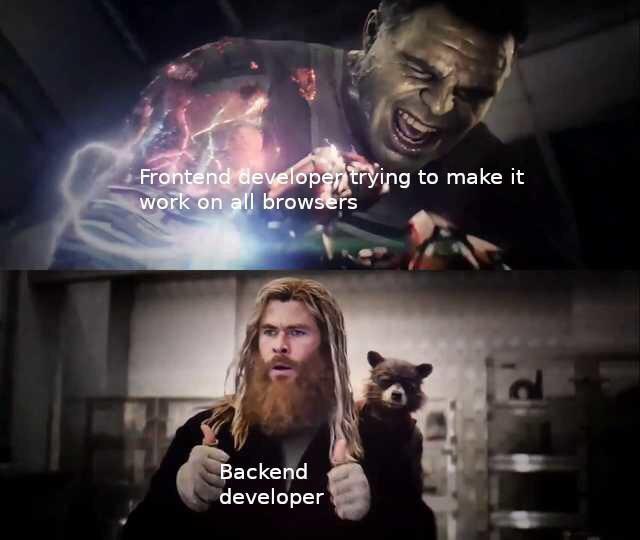 Frontend developer trying to make it
work on all browsers
Backend
developer